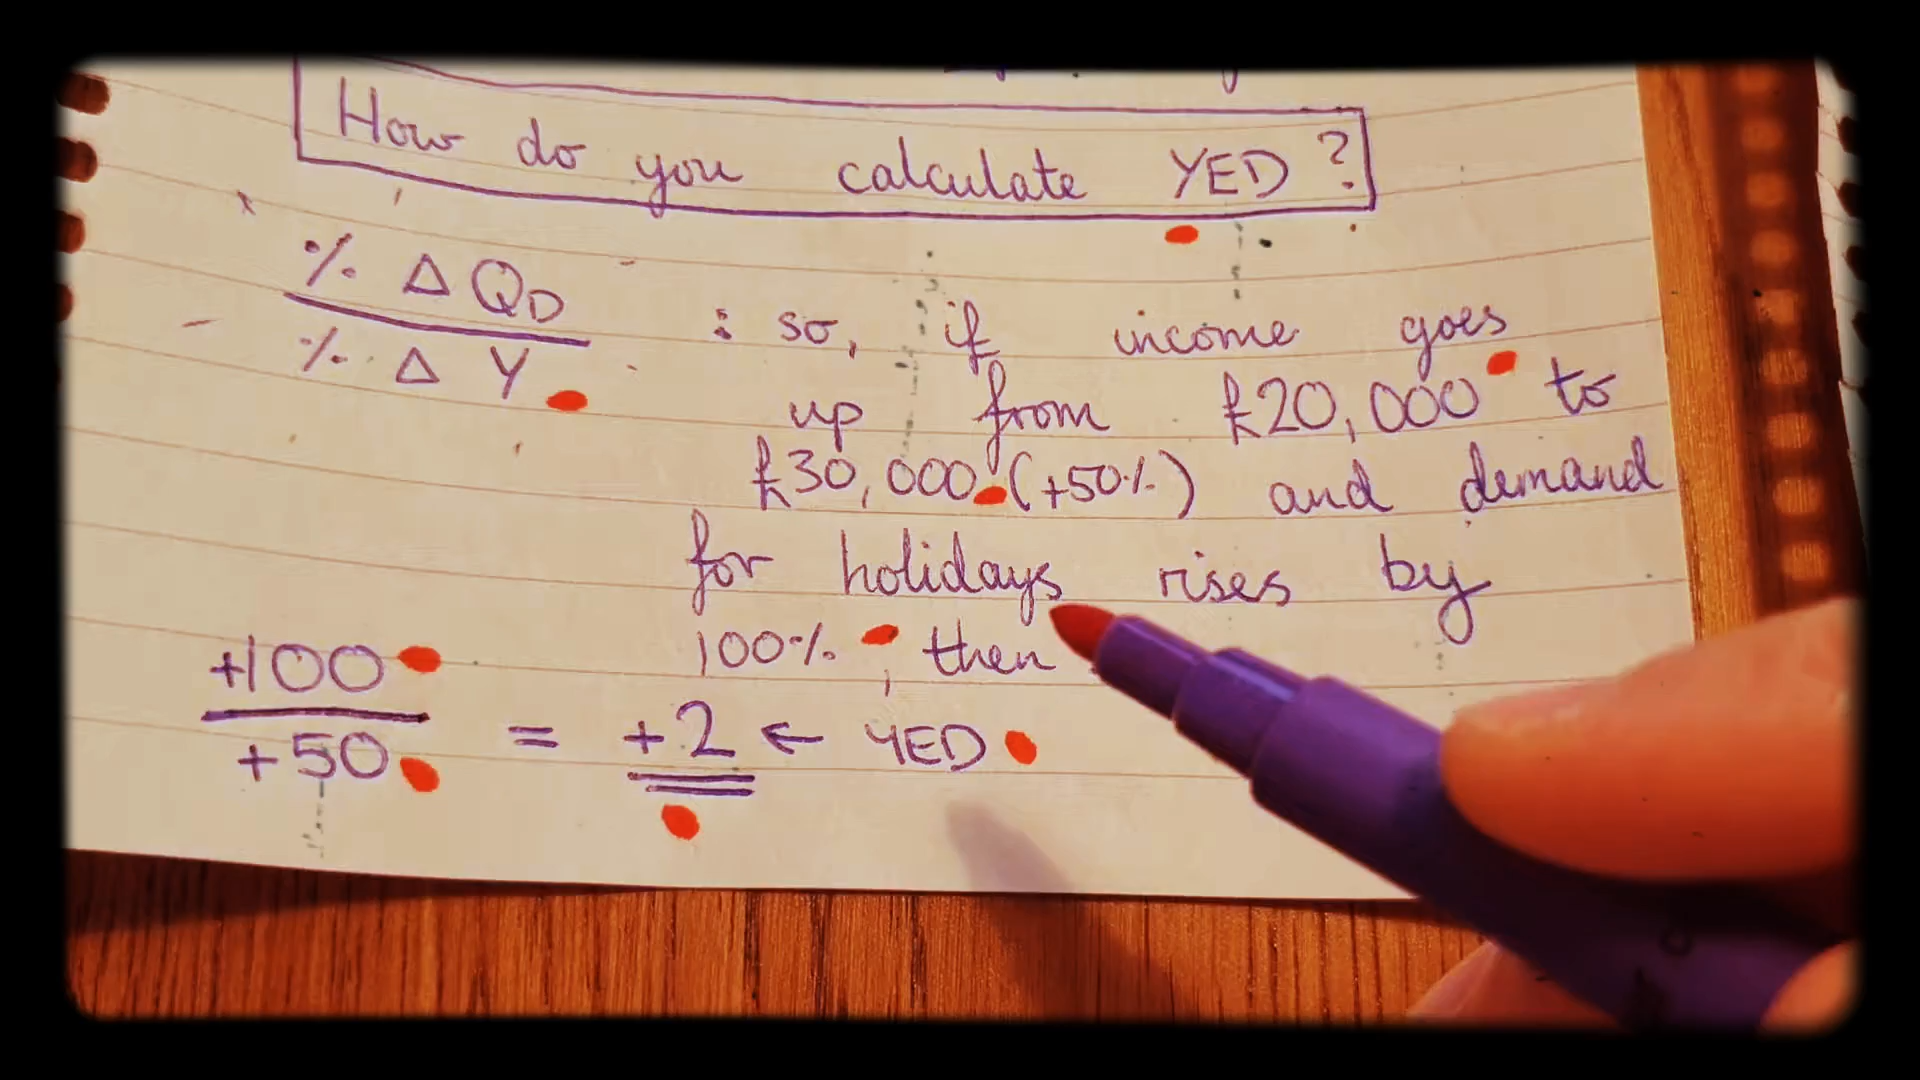 How do you calculate YED?
% Δ QD
% Δ Y
: so, if income goes
up from £20,000 to
£30,000 (+50%) and demand
for holidays rises by
100%, then
+100
+50
= +2 ← YED